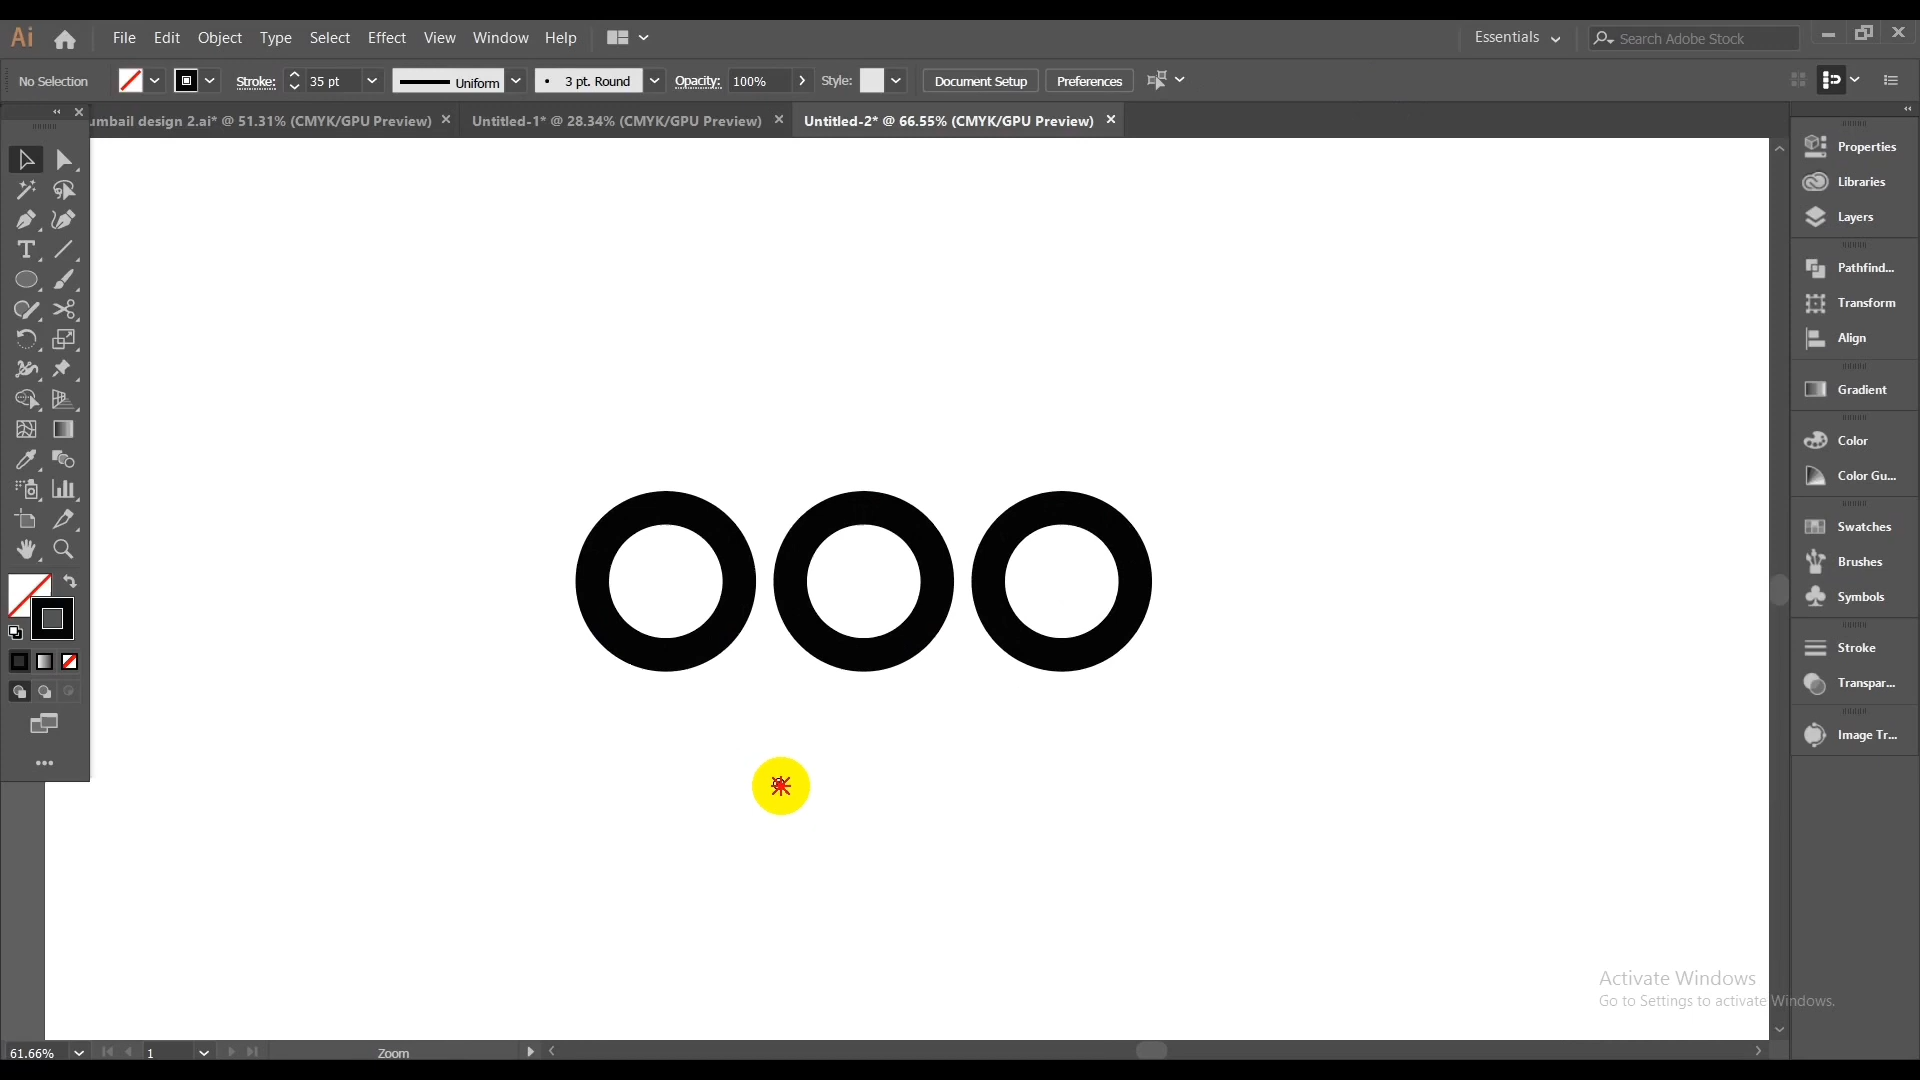 Ai File Edit Object Type Select Effect View Window Help Essentials Search Adobe Stock
No Selection Stroke: 35 pt Uniform 3 pt. Round Opacity: 100% Style: Document Setup Preferences
umbail design 2.ai* @ 51.31% (CMYK/GPU Preview) Untitled-1* @ 28.34% (CMYK/GPU Preview) Untitled-2* @ 66.55% (CMYK/GPU Preview)
Properties
Libraries
Layers
Pathfind...
Transform
Align
Gradient
Color
Color Gu...
Swatches
Brushes
Symbols
Stroke
Transpar...
Image Tr...
Activate Windows
Go to Settings to activate Windows.
61.66% 1 Zoom